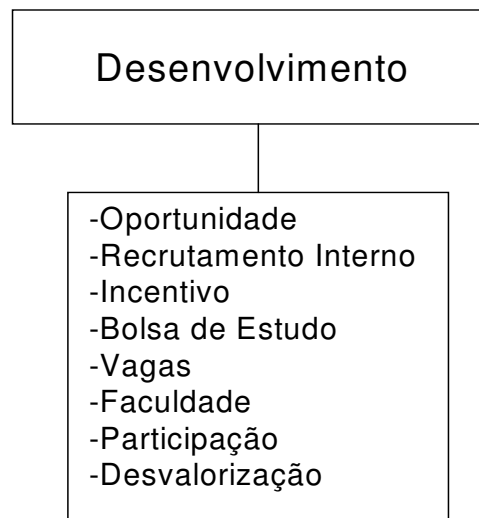 Desenvolvimento
-Oportunidade
-Recrutamento Interno
-Incentivo
-Bolsa de Estudo
-Vagas
-Faculdade
-Participação
-Desvalorização